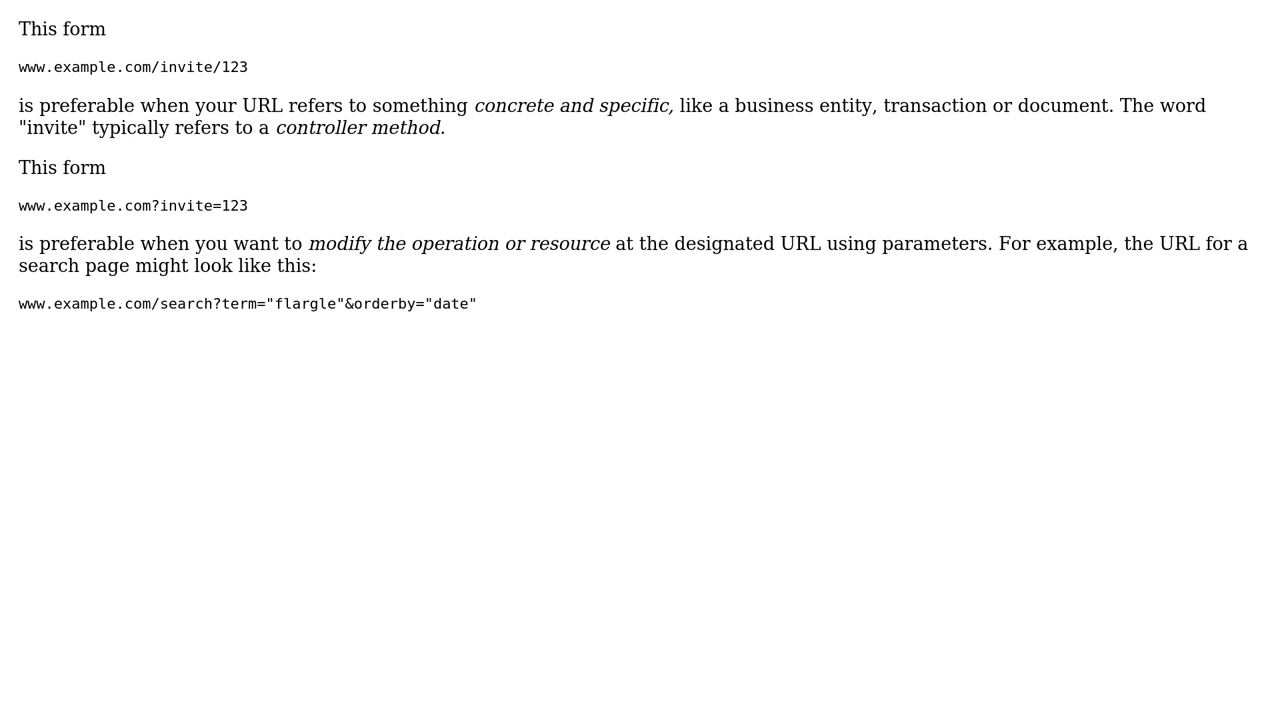 This form
www.example.com/invite/123
is preferable when your URL refers to something concrete and specific, like a business entity, transaction or document. The word
"invite" typically refers to a controller method.
This form
www.example.com?invite=123
is preferable when you want to modify the operation or resource at the designated URL using parameters. For example, the URL for a
search page might look like this:
www.example.com/search?term="flargle"&orderby="date"